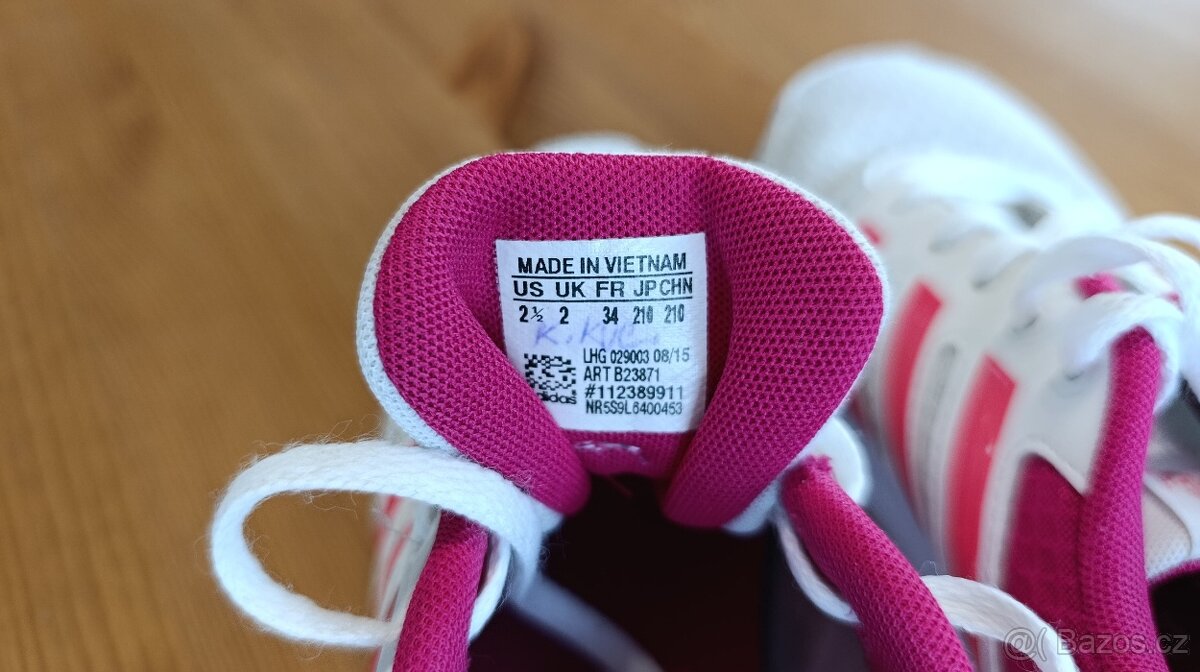 MADE IN VIETNAM
US UK FR JP CHN
2½ 2 34 210 210
LHG 029003 08/15
ART B23871
#112389911
adidas
NR5S9L6400453
@( Bazos.cz